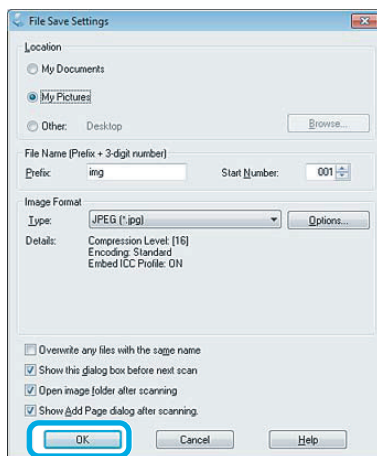 File Save Settings
Location
My Documents
My Pictures
Other: Desktop Browse...
File Name (Prefix + 3-digit number)
Prefix: img Start Number: 001
Image Format
Type: JPEG (*.jpg) Options...
Details: Compression Level: [16]
Encoding: Standard
Embed ICC Profile: ON
Overwrite any files with the same name
Show this dialog box before next scan
Open image folder after scanning
Show Add Page dialog after scanning.
OK Cancel Help